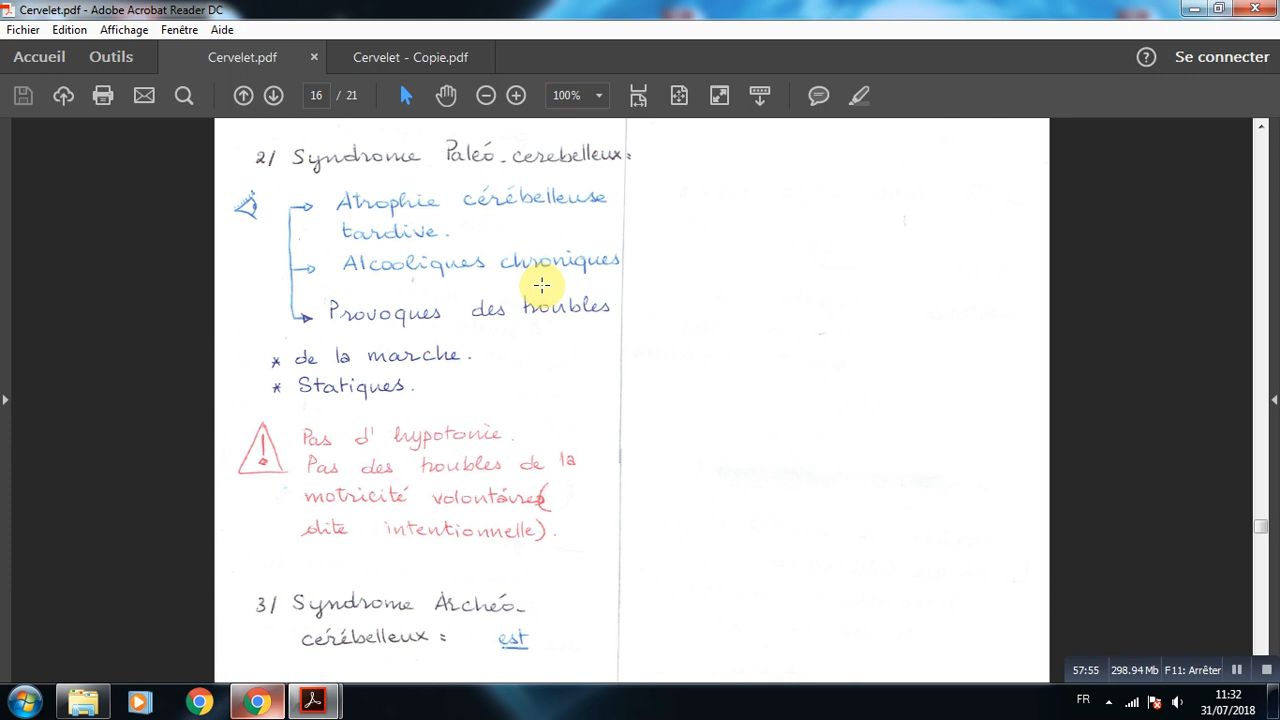 Cervelet.pdf - Adobe Acrobat Reader DC
Fichier Edition Affichage Fenêtre Aide
Accueil Outils Cervelet.pdf × Cervelet - Copie.pdf ? Se connecter
16 / 21 100%
2/ Syndrome Paléo-cerebelleux:
Atrophie cérébelleuse
tardive.
Alcooliques chroniques
Provoques des troubles
* de la marche.
* Statiques.
! Pas d'hypotonie.
Pas des troubles de la
motricité volontaires(
dite intentionnelle).
3/ Syndrome Archéo-
cérébelleux: est
57:55 298.94 Mb F11: Arrêter
FR 11:32
31/07/2018